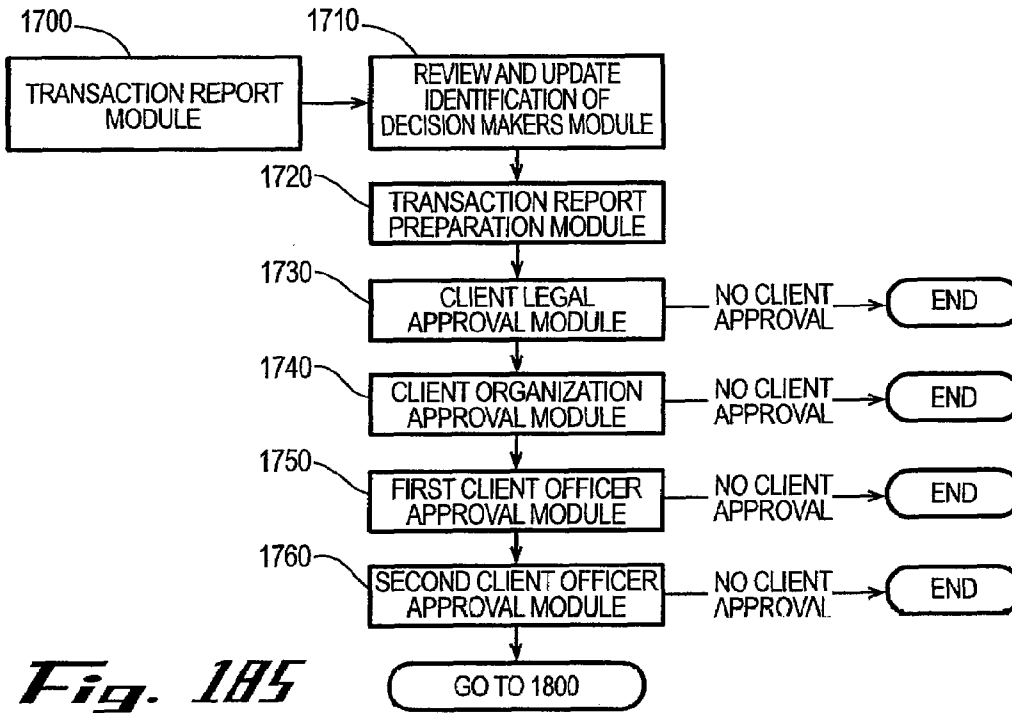 1700
TRANSACTION REPORT
MODULE
1710
REVIEW AND UPDATE
IDENTIFICATION OF
DECISION MAKERS MODULE
1720
TRANSACTION REPORT
PREPARATION MODULE
1730
CLIENT LEGAL
APPROVAL MODULE
NO CLIENT
APPROVAL
END
1740
CLIENT ORGANIZATION
APPROVAL MODULE
NO CLIENT
APPROVAL
END
1750
FIRST CLIENT OFFICER
APPROVAL MODULE
NO CLIENT
APPROVAL
END
1760
SECOND CLIENT OFFICER
APPROVAL MODULE
NO CLIENT
APPROVAL
END
GO TO 1800
Fig. 185